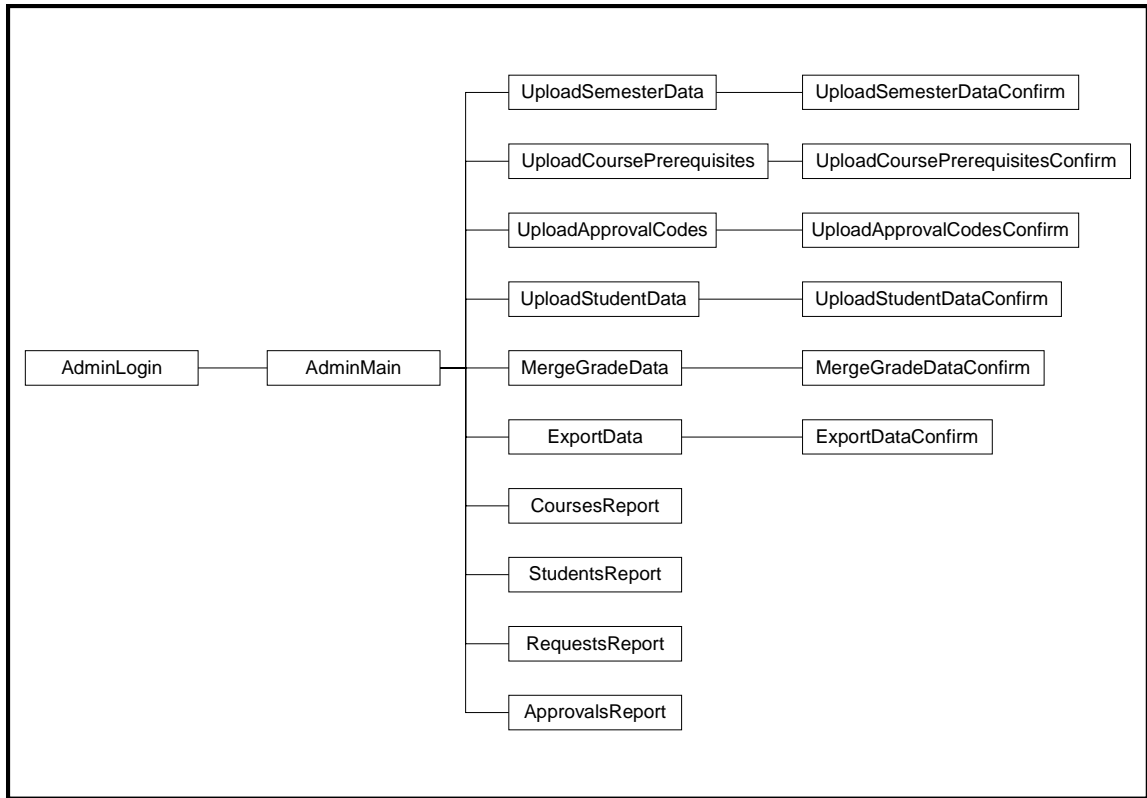 UploadSemesterData
UploadSemesterDataConfirm
UploadCoursePrerequisites
UploadCoursePrerequisitesConfirm
UploadApprovalCodes
UploadApprovalCodesConfirm
UploadStudentData
UploadStudentDataConfirm
AdminLogin
AdminMain
MergeGradeData
MergeGradeDataConfirm
ExportData
ExportDataConfirm
CoursesReport
StudentsReport
RequestsReport
ApprovalsReport